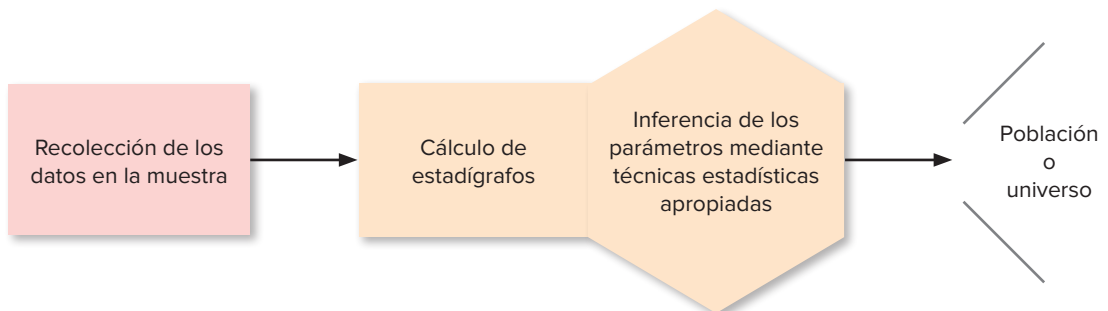 Recolección de los
datos en la muestra
Cálculo de
estadígrafos
Inferencia de los
parámetros mediante
técnicas estadísticas
apropiadas
Población
o
universo